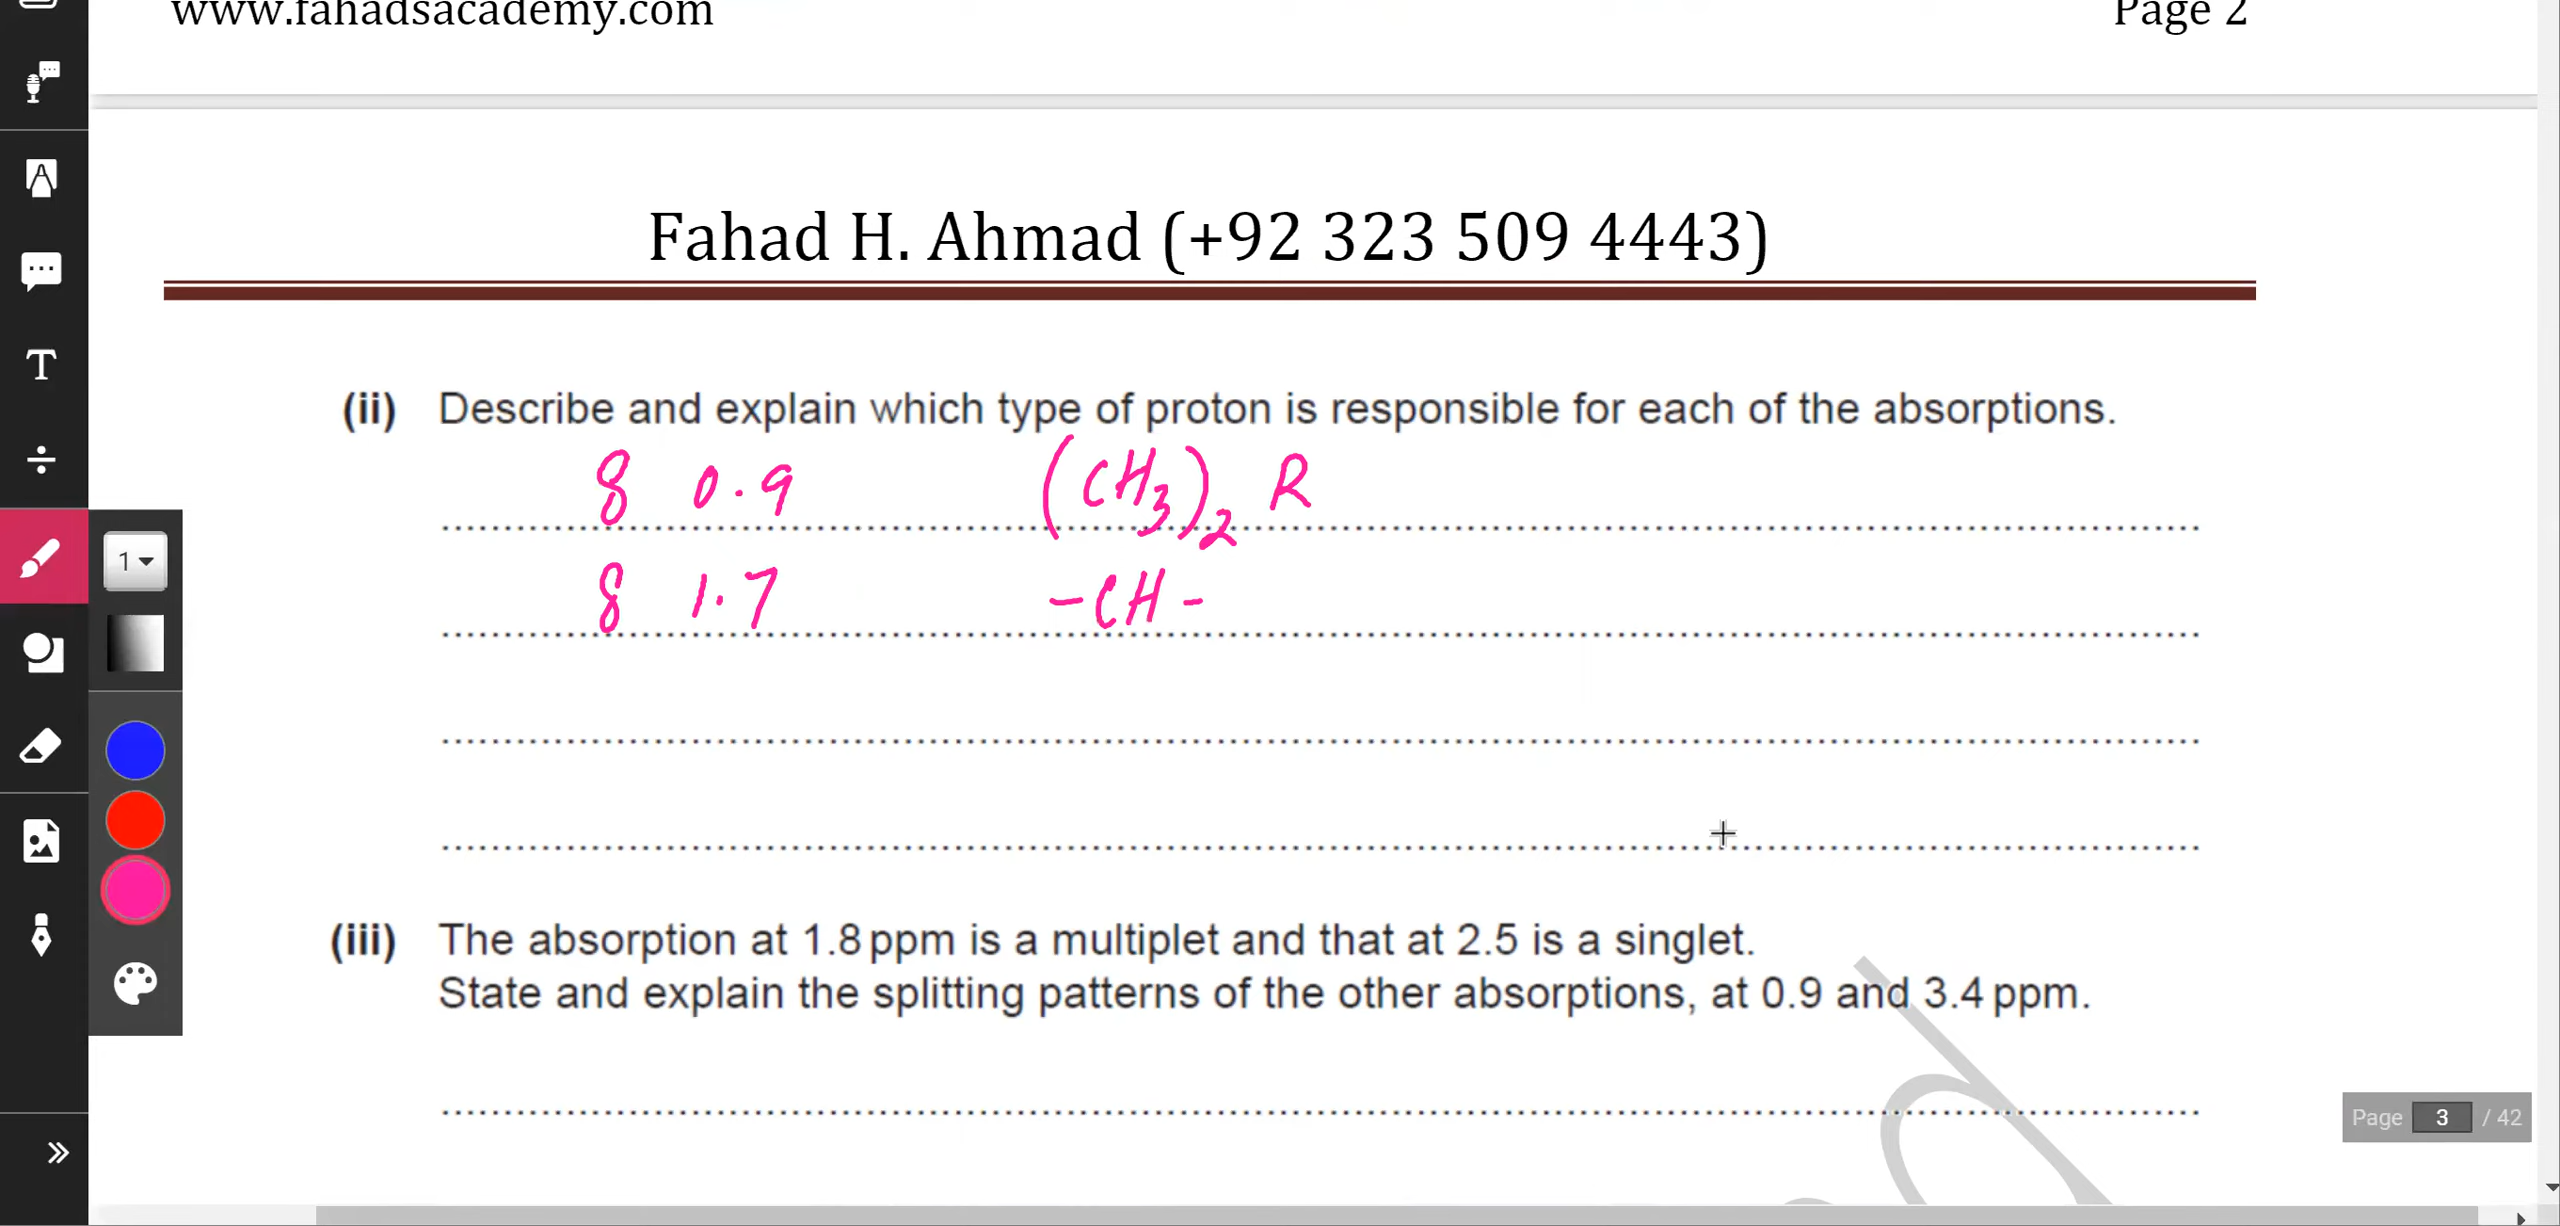 www.fahadsacademy.com Page 2
Fahad H. Ahmad (+92 323 509 4443)
(ii) Describe and explain which type of proton is responsible for each of the absorptions.
δ 0.9 (CH₃)₂ R
δ 1.7 -CH-
(iii) The absorption at 1.8 ppm is a multiplet and that at 2.5 is a singlet.
State and explain the splitting patterns of the other absorptions, at 0.9 and 3.4 ppm.
1
T
Page 3 / 42